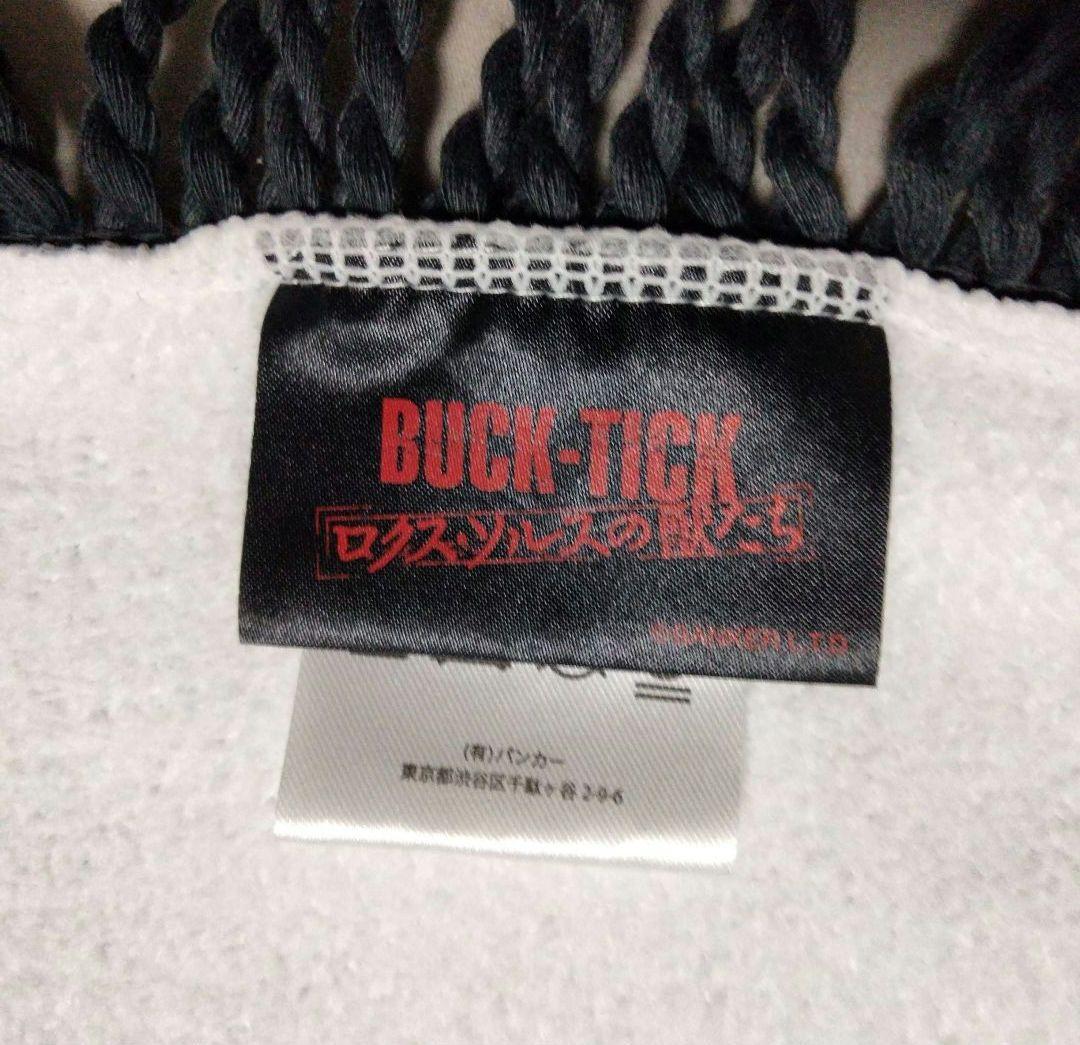 BUCK-TICK
ロクス・ソルスの獣たち
©BANKER LTD.
(有)バンカー
東京都渋谷区千駄ヶ谷 2-9-6